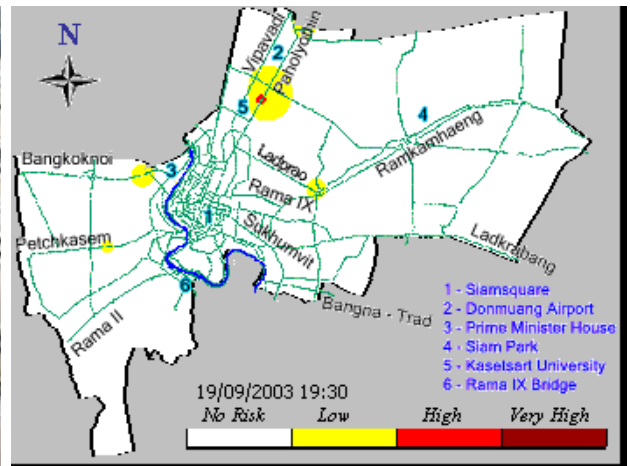 N
Vipavadi
2
Paholyothin
5
4
Bangkoknoi
3
Ladprao
Ramkamhaeng
Rama IX
1
Petchkasem
Sukhumvit
Ladkrabang
6
Bangna - Trad
Rama II
1 - Siamsquare
2 - Donmuang Airport
3 - Prime Minister House
4 - Siam Park
5 - Kasetsart University
6 - Rama IX Bridge
19/09/2003 19:30
No Risk Low High Very High